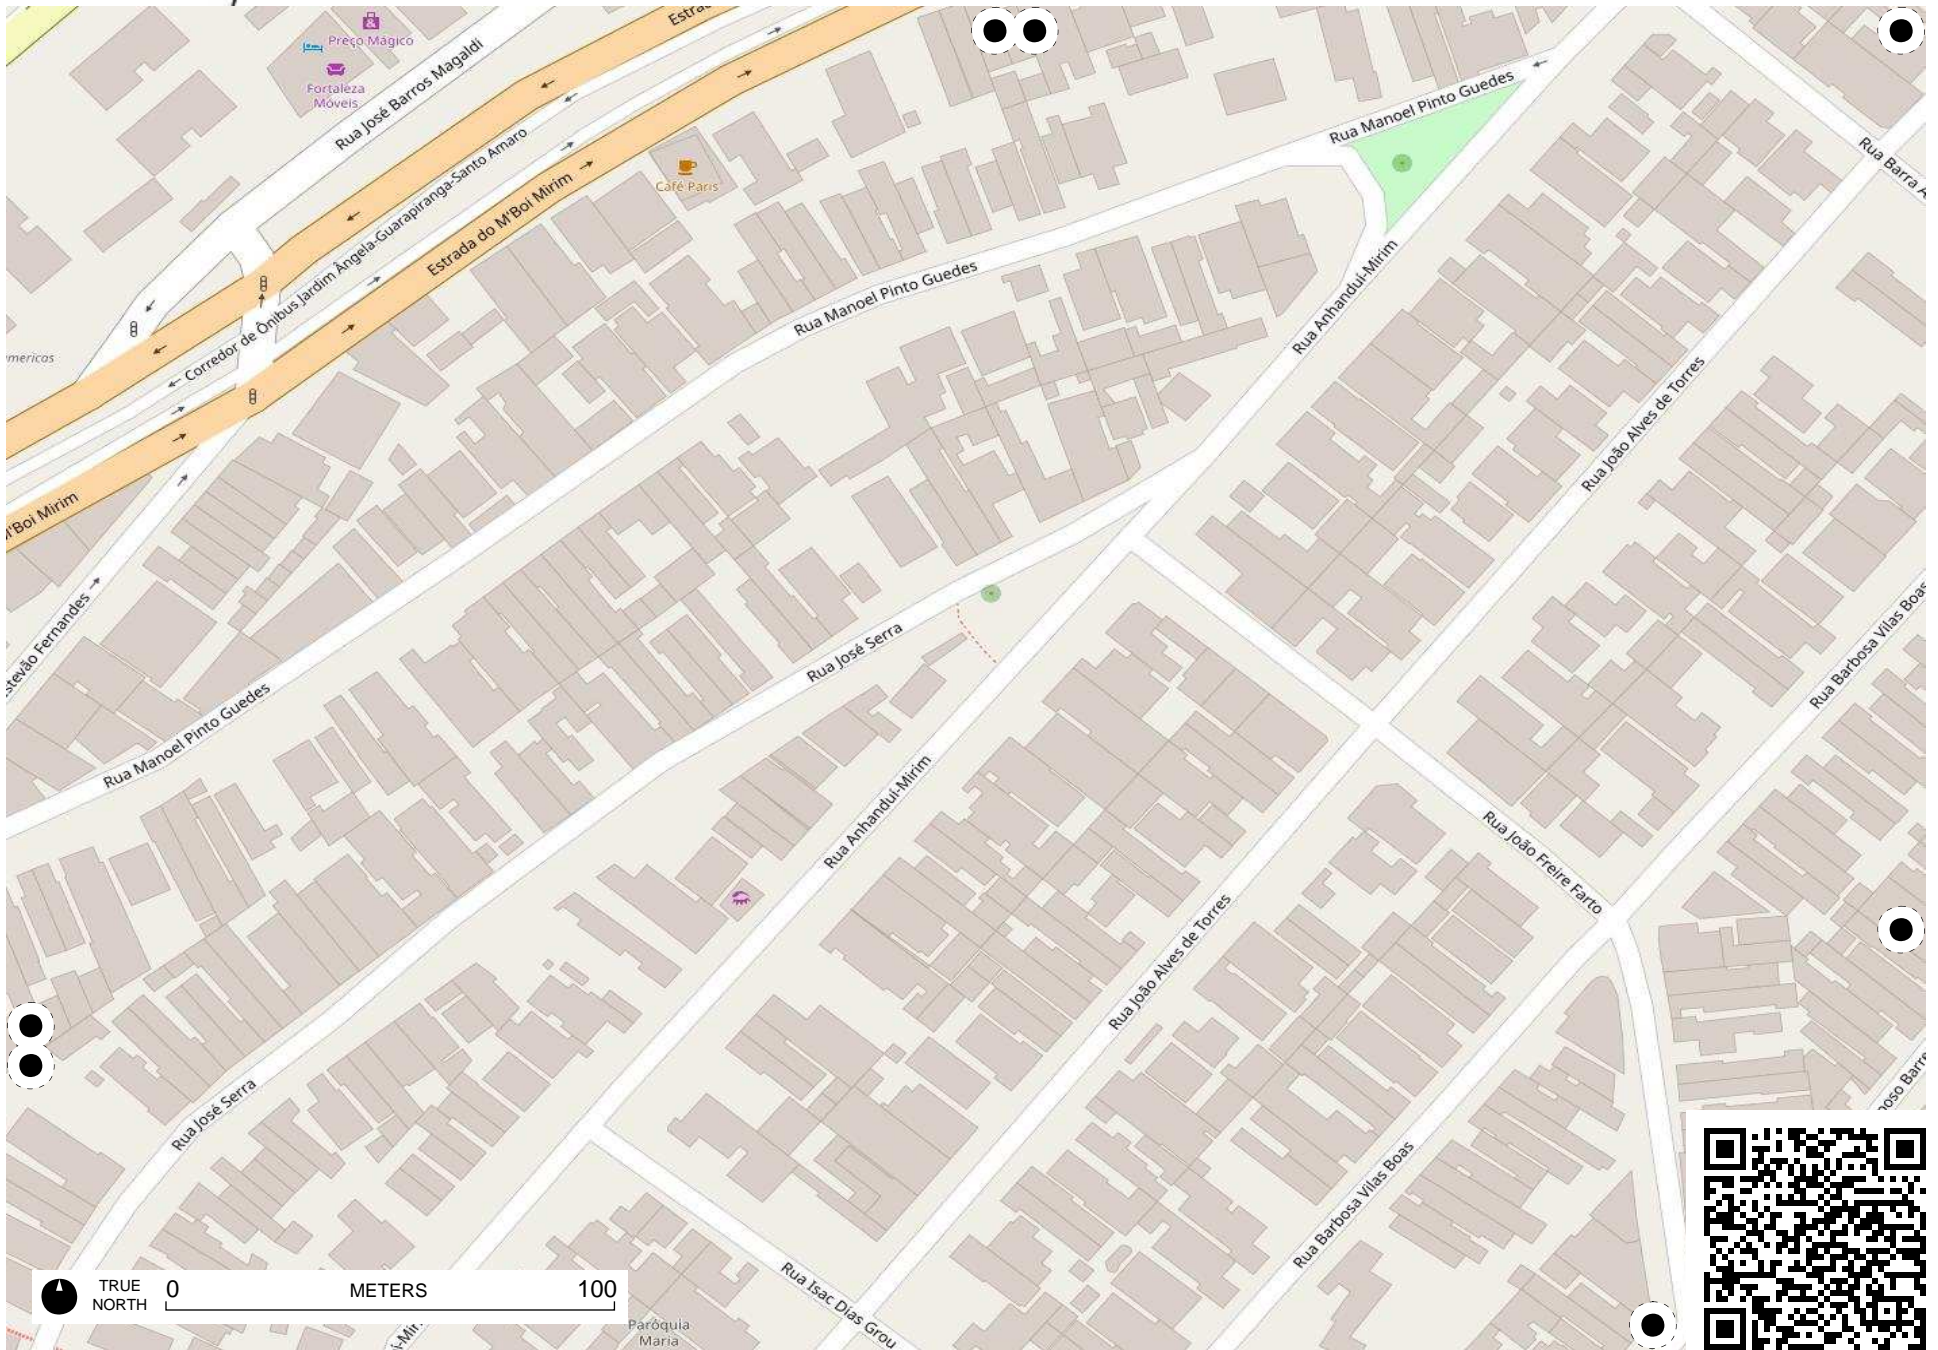 Preço Mágico
Fortaleza
Móveis
Rua José Barros Magaldi
Corredor de Ônibus Jardim Ângela-Guarapiranga-Santo Amaro
Estrada do M'Boi Mirim
Café Paris
Rua Manoel Pinto Guedes
Rua Manoel Pinto Guedes
Rua Anhanduí-Mirim
Rua João Alves de Torres
Rua Barra
americas
Boi Mirim
Estevão Fernandes
Rua José Serra
Rua Manoel Pinto Guedes
Rua Barbosa Vilas Boas
Rua Anhanduí-Mirim
Rua João Freire Farto
Rua João Alves de Torres
Rua José Serra
Rua Barbosa Vilas Boas
Rua Isac Dias Grou
Paróquia
Maria
TRUE
NORTH
0 METERS 100